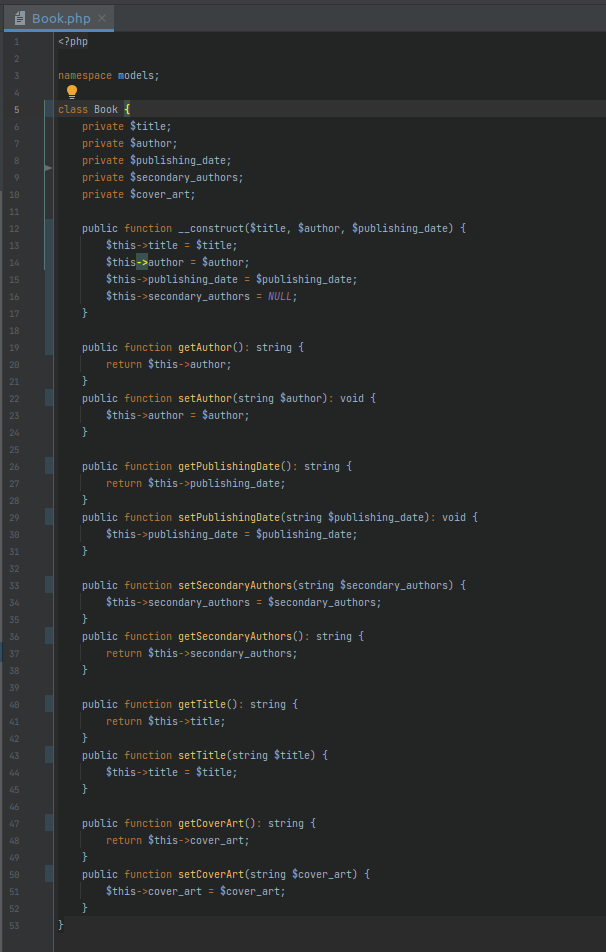 Book.php
1 <?php
2
3 namespace models;
4
5 class Book {
6     private $title;
7     private $author;
8     private $publishing_date;
9     private $secondary_authors;
10     private $cover_art;
11
12     public function __construct($title, $author, $publishing_date) {
13         $this->title = $title;
14         $this->author = $author;
15         $this->publishing_date = $publishing_date;
16         $this->secondary_authors = NULL;
17     }
18
19     public function getAuthor(): string {
20         return $this->author;
21     }
22     public function setAuthor(string $author): void {
23         $this->author = $author;
24     }
25
26     public function getPublishingDate(): string {
27         return $this->publishing_date;
28     }
29     public function setPublishingDate(string $publishing_date): void {
30         $this->publishing_date = $publishing_date;
31     }
32
33     public function setSecondaryAuthors(string $secondary_authors) {
34         $this->secondary_authors = $secondary_authors;
35     }
36     public function getSecondaryAuthors(): string {
37         return $this->secondary_authors;
38     }
39
40     public function getTitle(): string {
41         return $this->title;
42     }
43     public function setTitle(string $title) {
44         $this->title = $title;
45     }
46
47     public function getCoverArt(): string {
48         return $this->cover_art;
49     }
50     public function setCoverArt(string $cover_art) {
51         $this->cover_art = $cover_art;
52     }
53 }